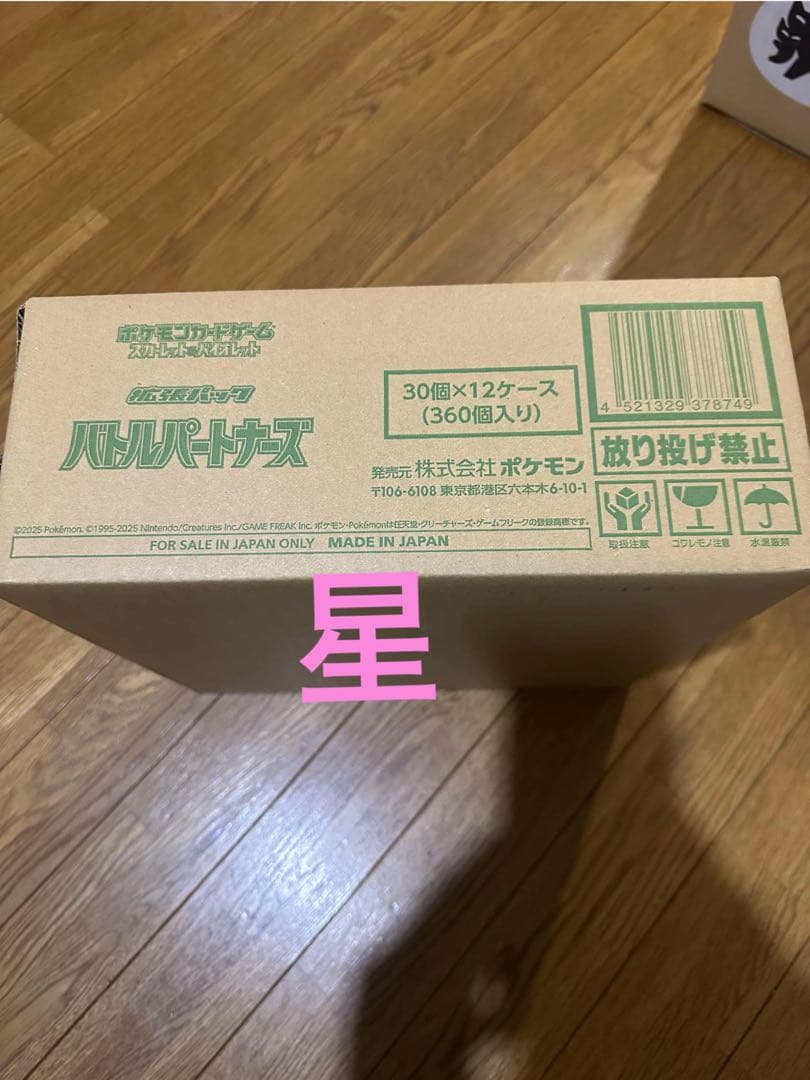 ポケモンカードゲーム
スカーレット&バイオレット
拡張パック
バトルパートナーズ
30個×12ケース
(360個入り)
4 521329 378749
発売元 株式会社 ポケモン
〒106-6108 東京都港区六本木6-10-1
放り投げ禁止
取扱注意 コワレモノ注意 水濡厳禁
©2025 Pokémon. ©1995-2025 Nintendo/Creatures Inc./GAME FREAK inc. ポケモン・Pokémonは任天堂・クリーチャーズ・ゲームフリークの登録商標です。
FOR SALE IN JAPAN ONLY MADE IN JAPAN
星